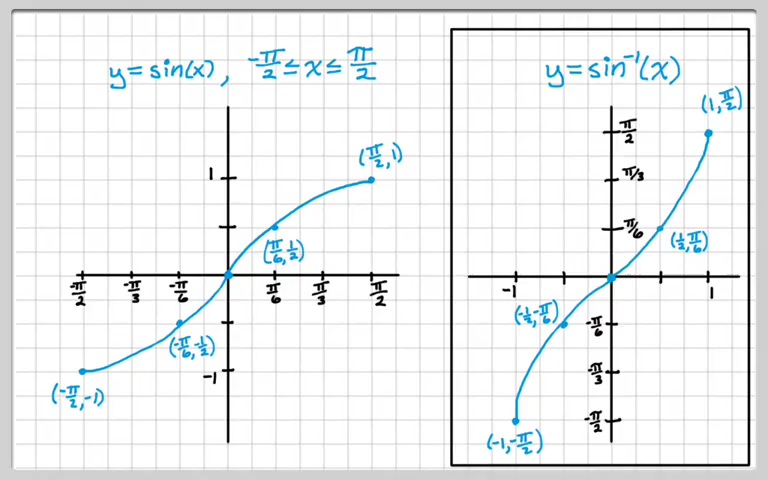 y = sin(x), -π/2 ≤ x ≤ π/2
(π/2, 1)
1
(π/6, 1/2)
-π/2 -π/3 -π/6 π/6 π/3 π/2
(-π/6, -1/2)
-1
(-π/2, -1)
y = sin⁻¹(x)
(1, π/2)
π/2
π/3
π/6
(1/2, π/6)
-1 1
(-1/2, -π/6)
-π/6
-π/3
-π/2
(-1, -π/2)